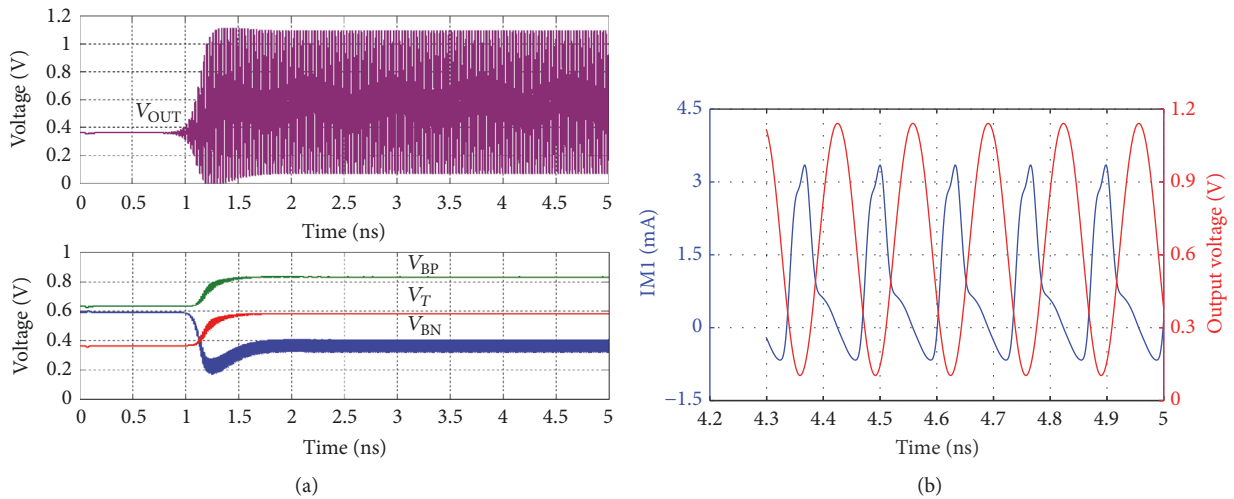 1.2
1
0.8
0.6
0.4
0.2
0
Voltage (V)
V_OUT
0 0.5 1 1.5 2 2.5 3 3.5 4 4.5 5
Time (ns)
1
0.8
0.6
0.4
0.2
0
Voltage (V)
V_BP
V_T
V_BN
0 0.5 1 1.5 2 2.5 3 3.5 4 4.5 5
Time (ns)
(a)
4.5
3
1.5
0
−1.5
IM1 (mA)
1.2
0.9
0.6
0.3
0
Output voltage (V)
4.2 4.3 4.4 4.5 4.6 4.7 4.8 4.9 5
Time (ns)
(b)